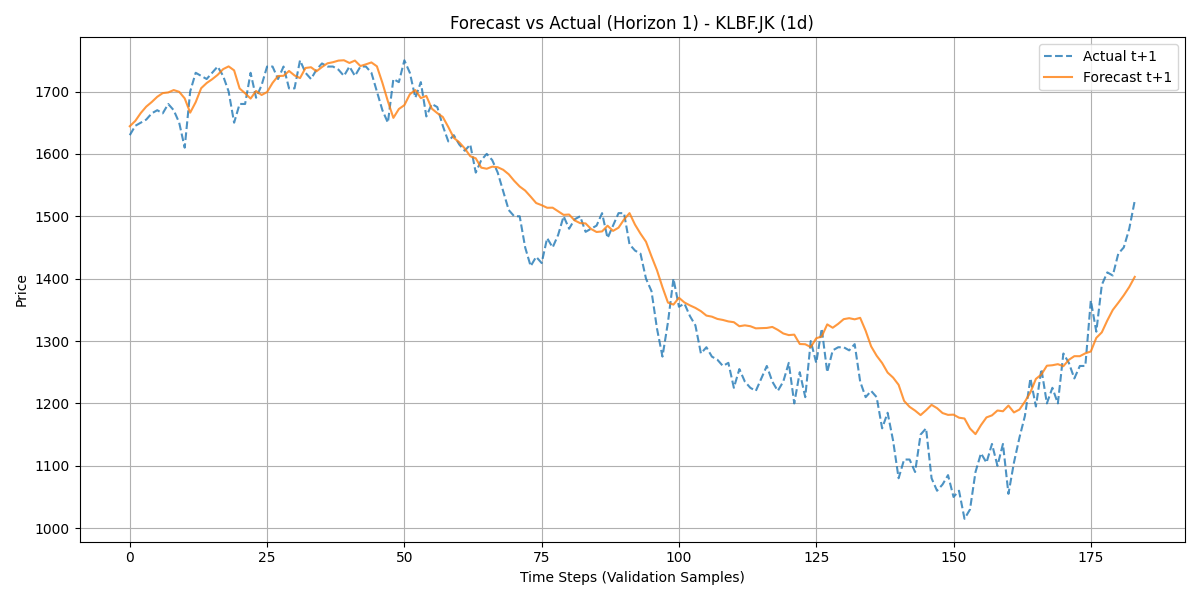 Forecast vs Actual (Horizon 1) - KLBF.JK (1d)
Actual t+1
Forecast t+1
Price
1700
1600
1500
1400
1300
1200
1100
1000
0 25 50 75 100 125 150 175
Time Steps (Validation Samples)